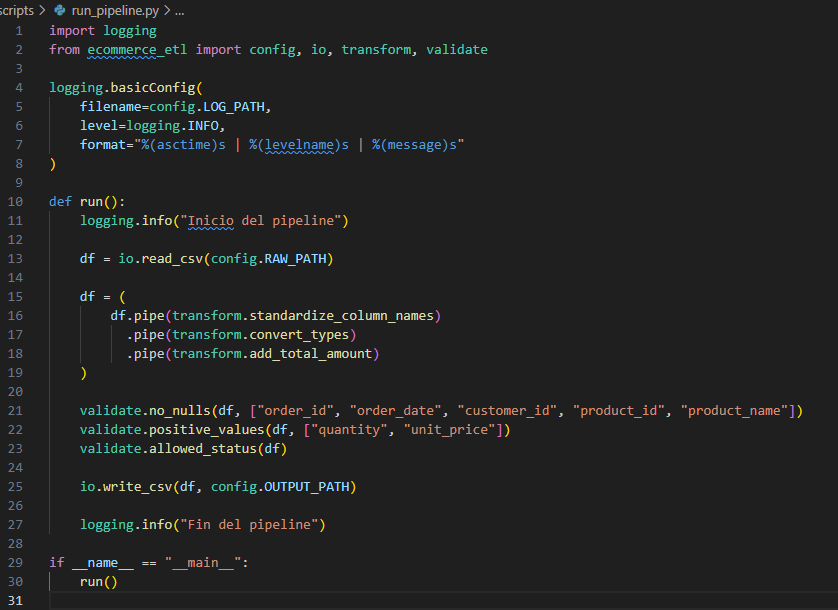 scripts > run_pipeline.py > ...
1 import logging
2 from ecommerce_etl import config, io, transform, validate
3
4 logging.basicConfig(
5     filename=config.LOG_PATH,
6     level=logging.INFO,
7     format="%(asctime)s | %(levelname)s | %(message)s"
8 )
9
10 def run():
11     logging.info("Inicio del pipeline")
12
13     df = io.read_csv(config.RAW_PATH)
14
15     df = (
16         df.pipe(transform.standardize_column_names)
17           .pipe(transform.convert_types)
18           .pipe(transform.add_total_amount)
19     )
20
21     validate.no_nulls(df, ["order_id", "order_date", "customer_id", "product_id", "product_name"])
22     validate.positive_values(df, ["quantity", "unit_price"])
23     validate.allowed_status(df)
24
25     io.write_csv(df, config.OUTPUT_PATH)
26
27     logging.info("Fin del pipeline")
28
29 if __name__ == "__main__":
30     run()
31